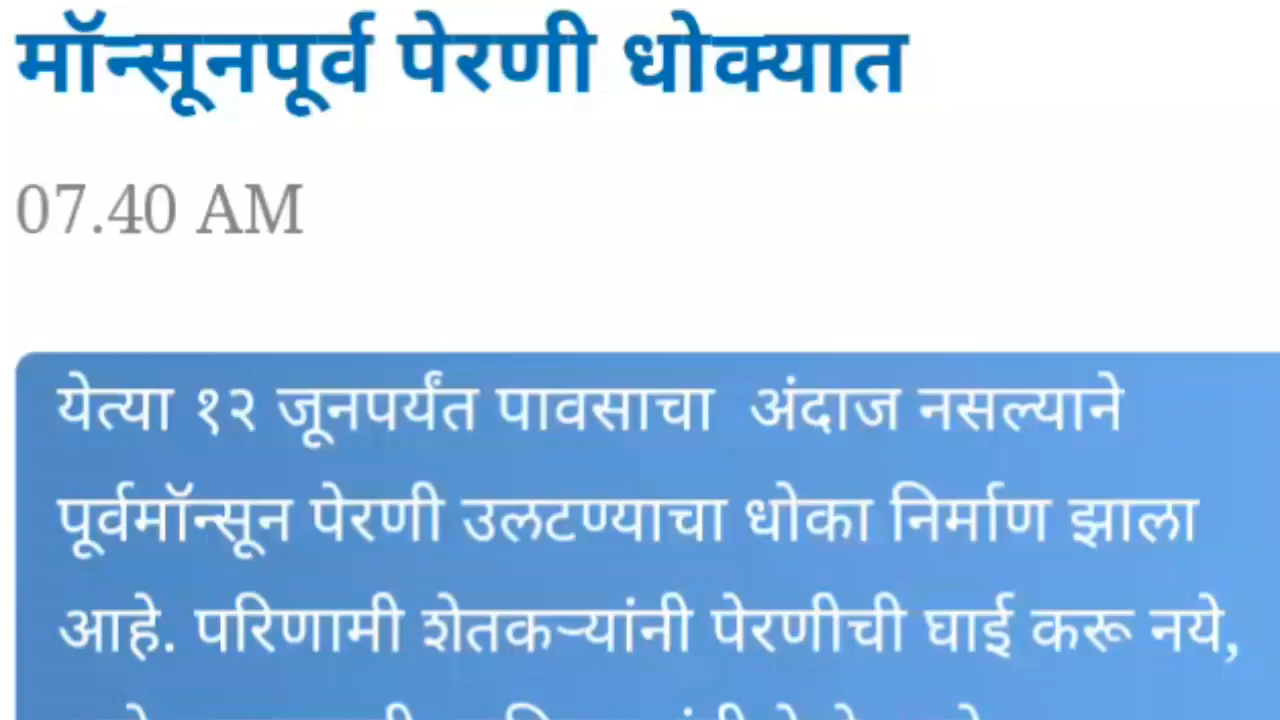 मॉन्सूनपूर्व पेरणी धोक्यात
07.40 AM
येत्या १२ जूनपर्यंत पावसाचा अंदाज नसल्याने
पूर्वमॉन्सून पेरणी उलटण्याचा धोका निर्माण झाला
आहे. परिणामी शेतकऱ्यांनी पेरणीची घाई करू नये,